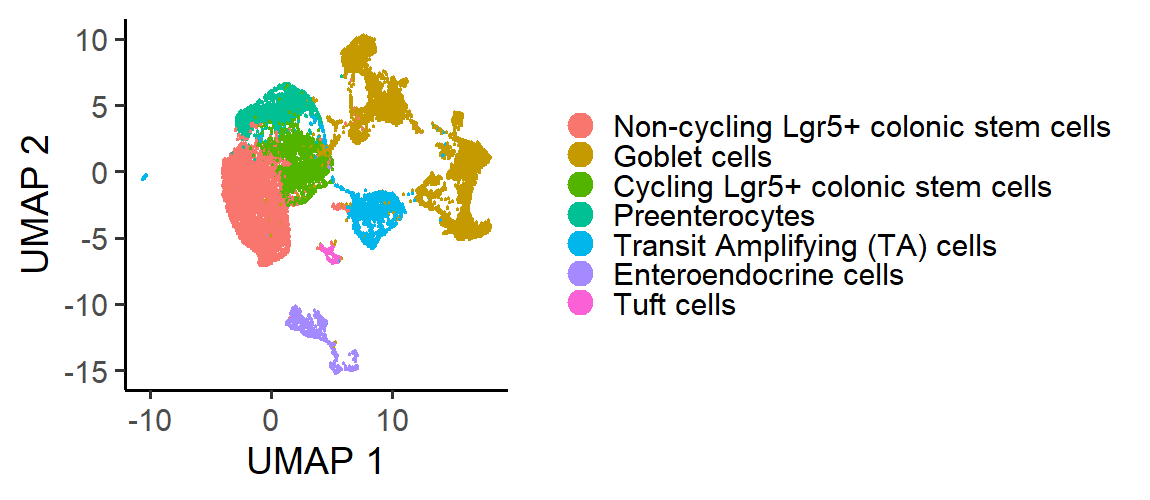 10
5
0
-5
-10
-15
UMAP 2
-10 0 10
UMAP 1
Non-cycling Lgr5+ colonic stem cells
Goblet cells
Cycling Lgr5+ colonic stem cells
Preenterocytes
Transit Amplifying (TA) cells
Enteroendocrine cells
Tuft cells